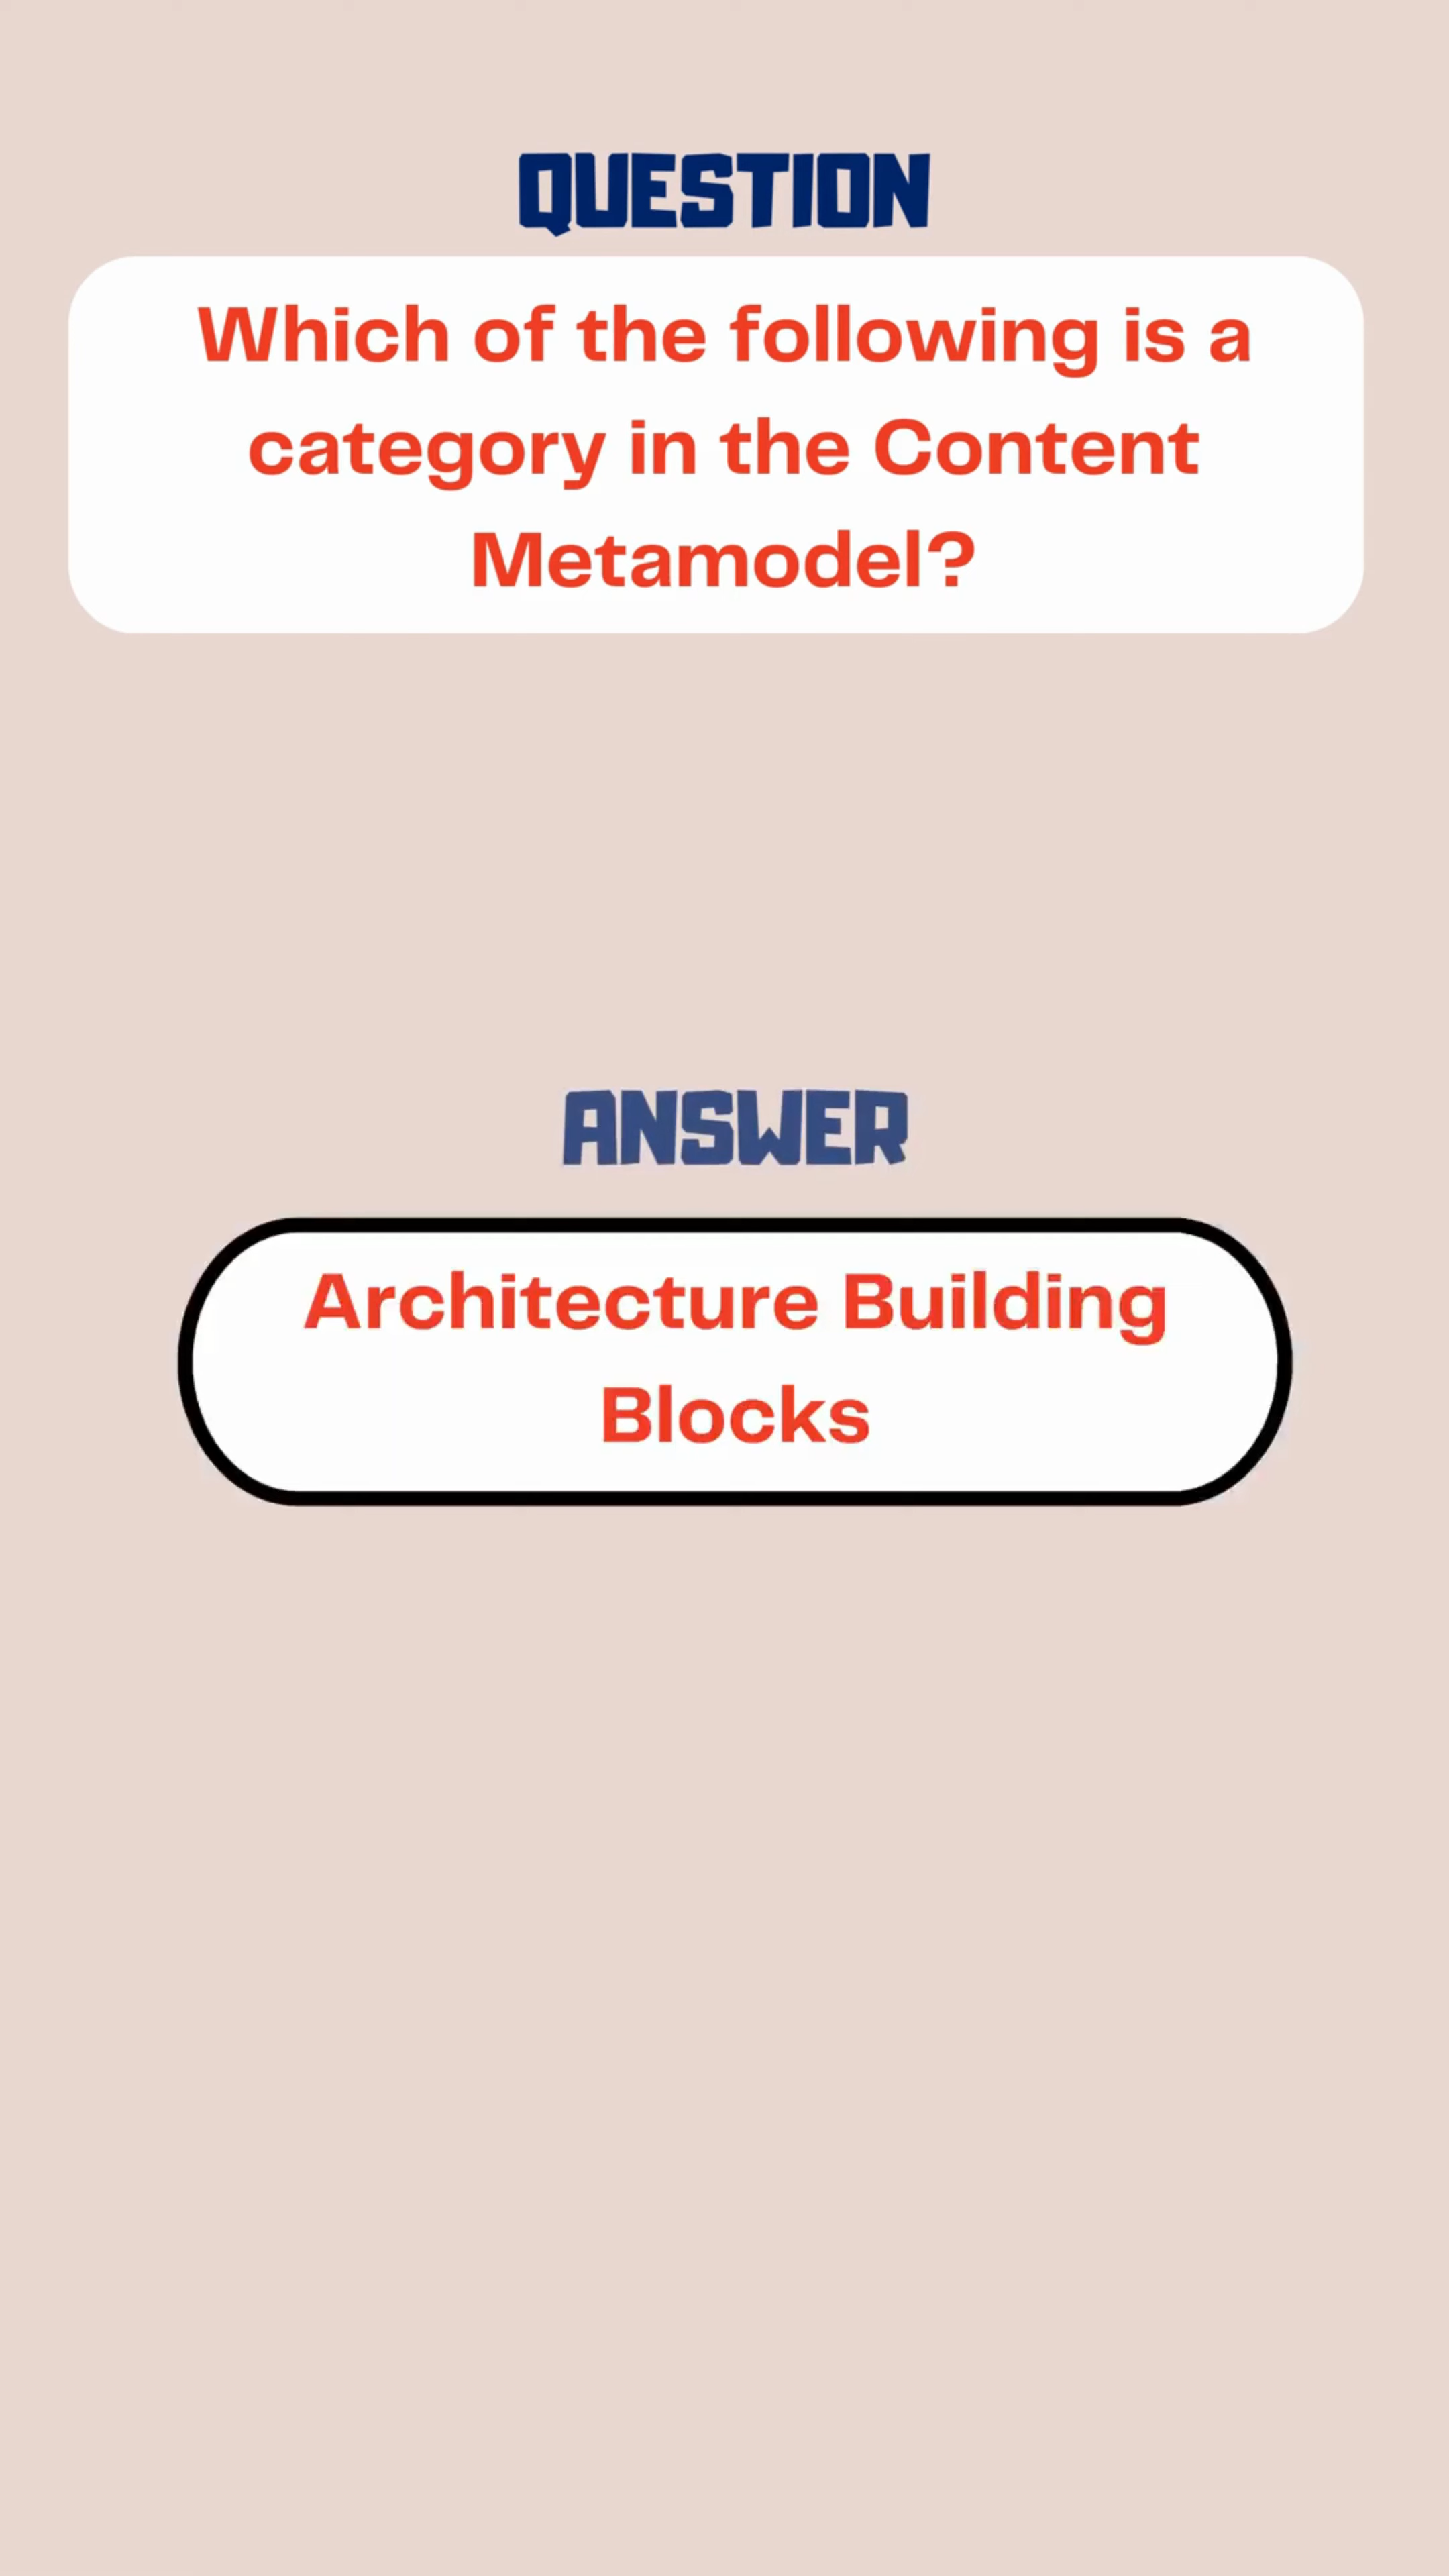 QUESTION
Which of the following is a
category in the Content
Metamodel?
ANSWER
Architecture Building
Blocks